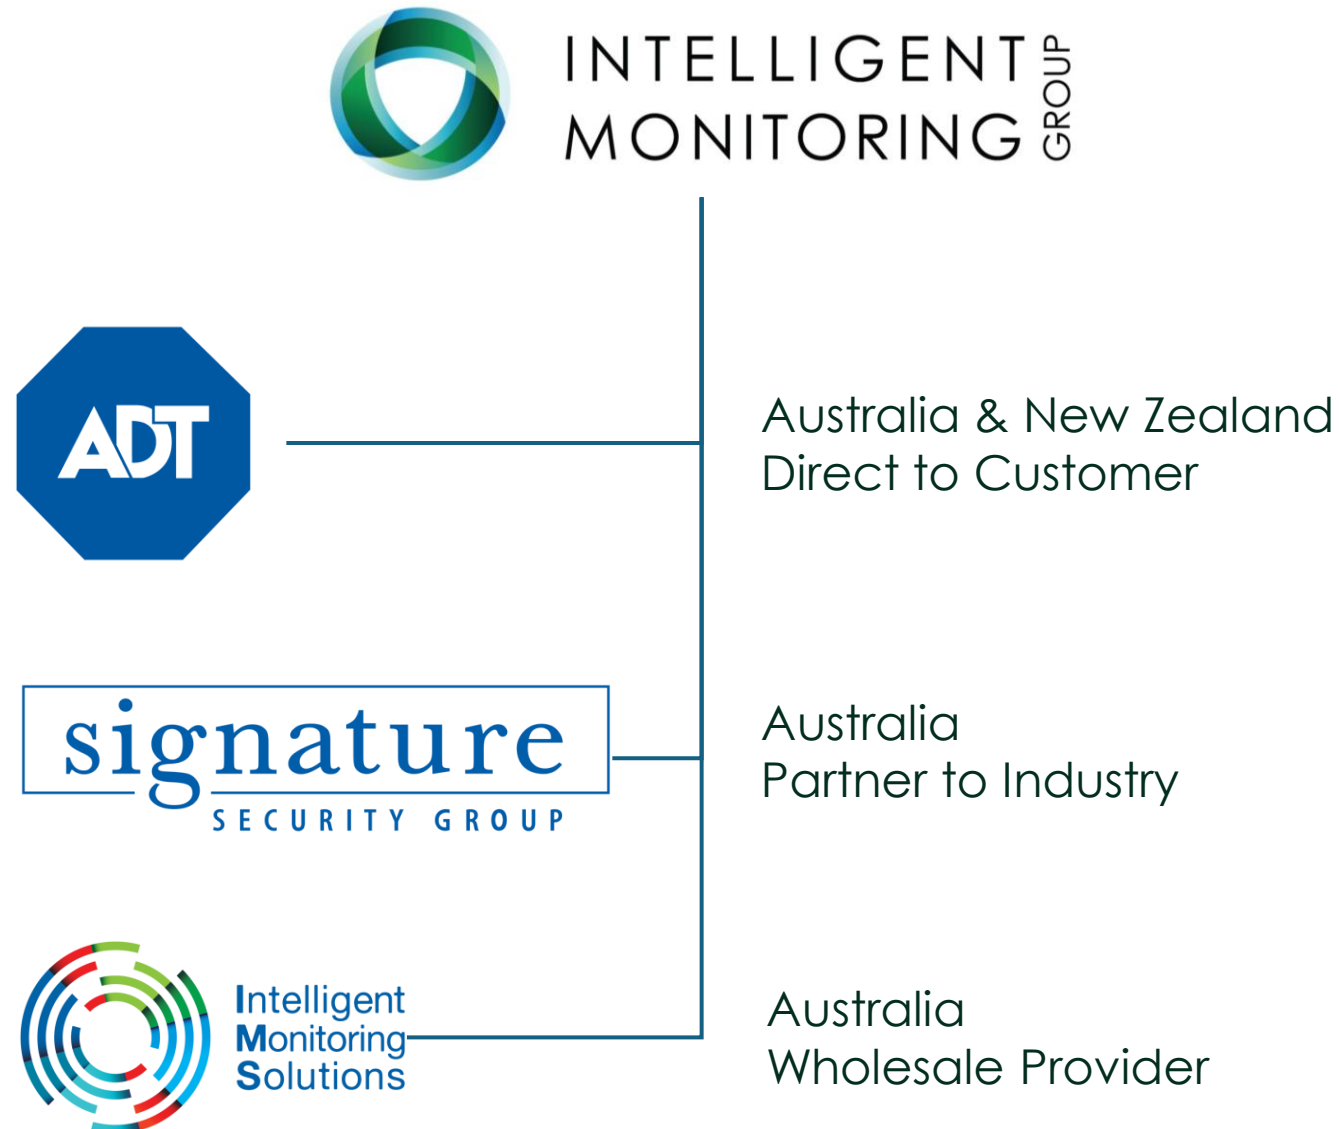 INTELLIGENT
MONITORING
GROUP
ADT
Australia & New Zealand
Direct to Customer
signature
SECURITY GROUP
Australia
Partner to Industry
Intelligent
Monitoring
Solutions
Australia
Wholesale Provider